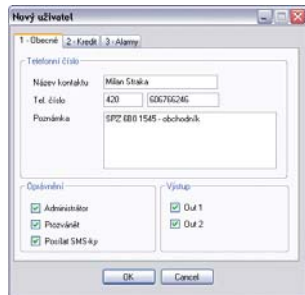 Nový uživatel
1 - Obecné 2 - Kredit 3 - Alarmy
Telefonní číslo
Název kontaktu Milan Straka
Tel. číslo 420 606766246
Poznámka SPZ 6B0 1545 - obchodník
Oprávnění Výstup
Administrátor Out 1
Prozvánět Out 2
Posílat SMS-ky
OK Cancel